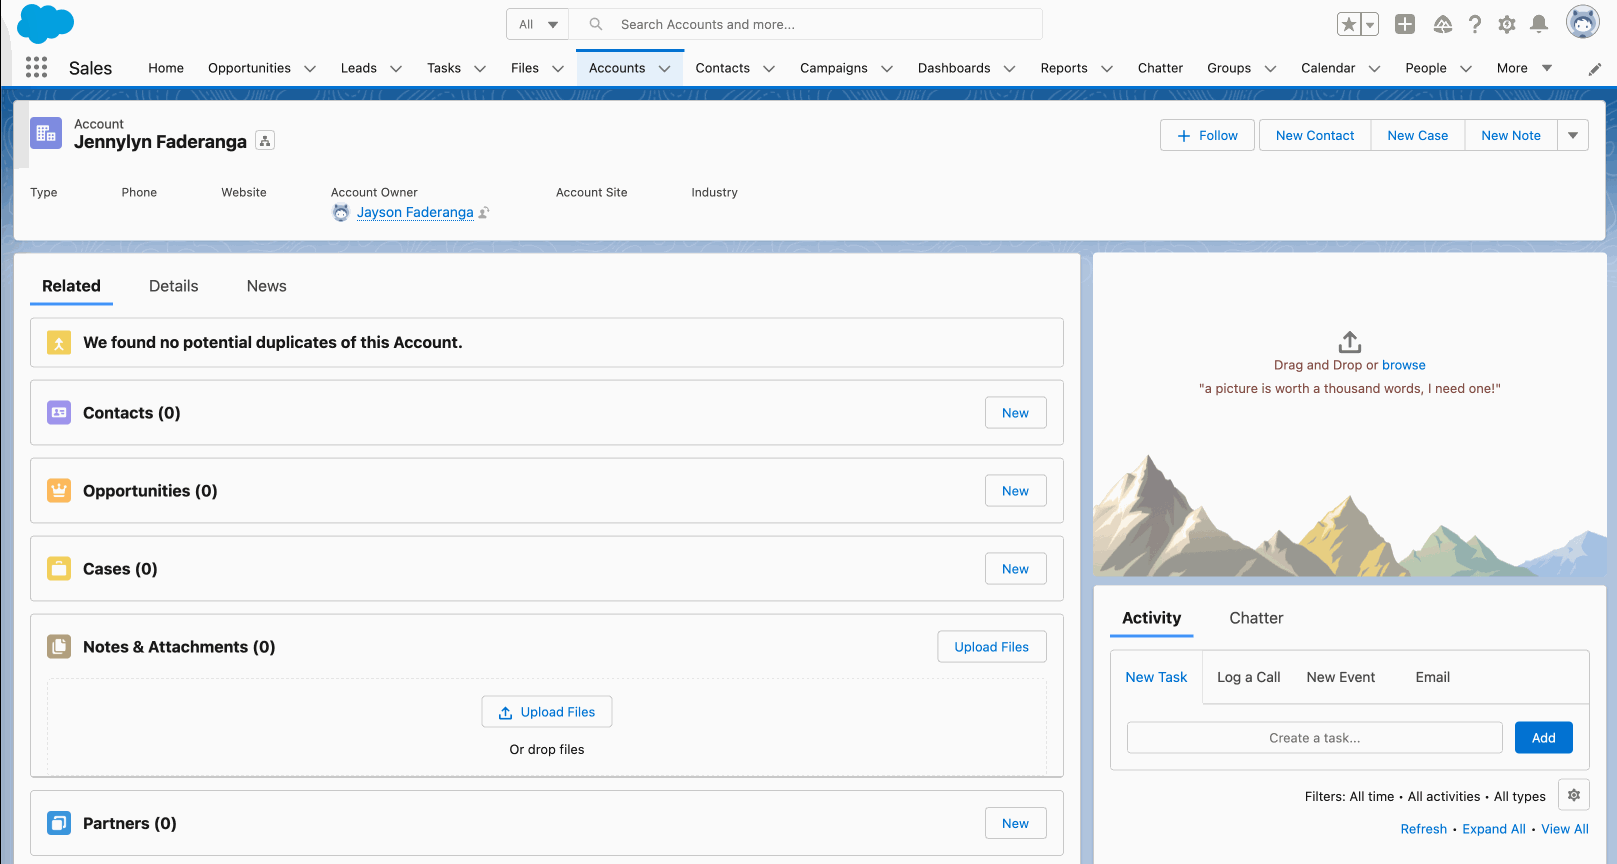 All
Search Accounts and more...
Sales
Home
Opportunities
Leads
Tasks
Files
Accounts
Contacts
Campaigns
Dashboards
Reports
Chatter
Groups
Calendar
People
More
Account
Jennylyn Faderanga
Follow
New Contact
New Case
New Note
Type
Phone
Website
Account Owner
Account Site
Industry
Jayson Faderanga
Related
Details
News
We found no potential duplicates of this Account.
Contacts (0)
New
Opportunities (0)
New
Cases (0)
New
Notes & Attachments (0)
Upload Files
Upload Files
Or drop files
Partners (0)
New
Drag and Drop or browse
"a picture is worth a thousand words, I need one!"
Activity
Chatter
New Task
Log a Call
New Event
Email
Create a task...
Add
Filters: All time • All activities • All types
Refresh • Expand All • View All